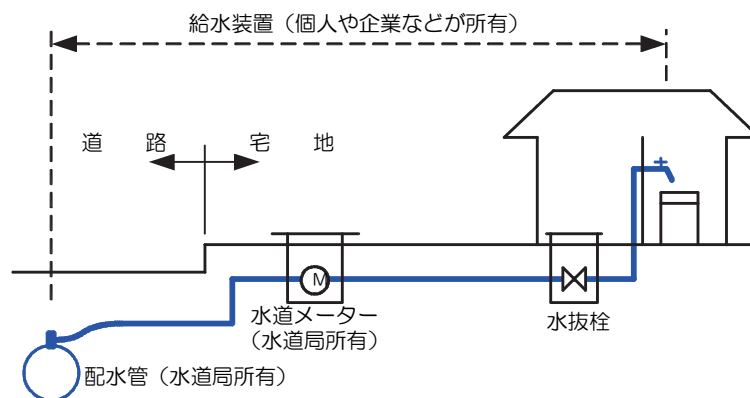 給水装置（個人や企業などが所有）
道　路　宅　地
M
水道メーター
（水道局所有）
水抜栓
配水管（水道局所有）